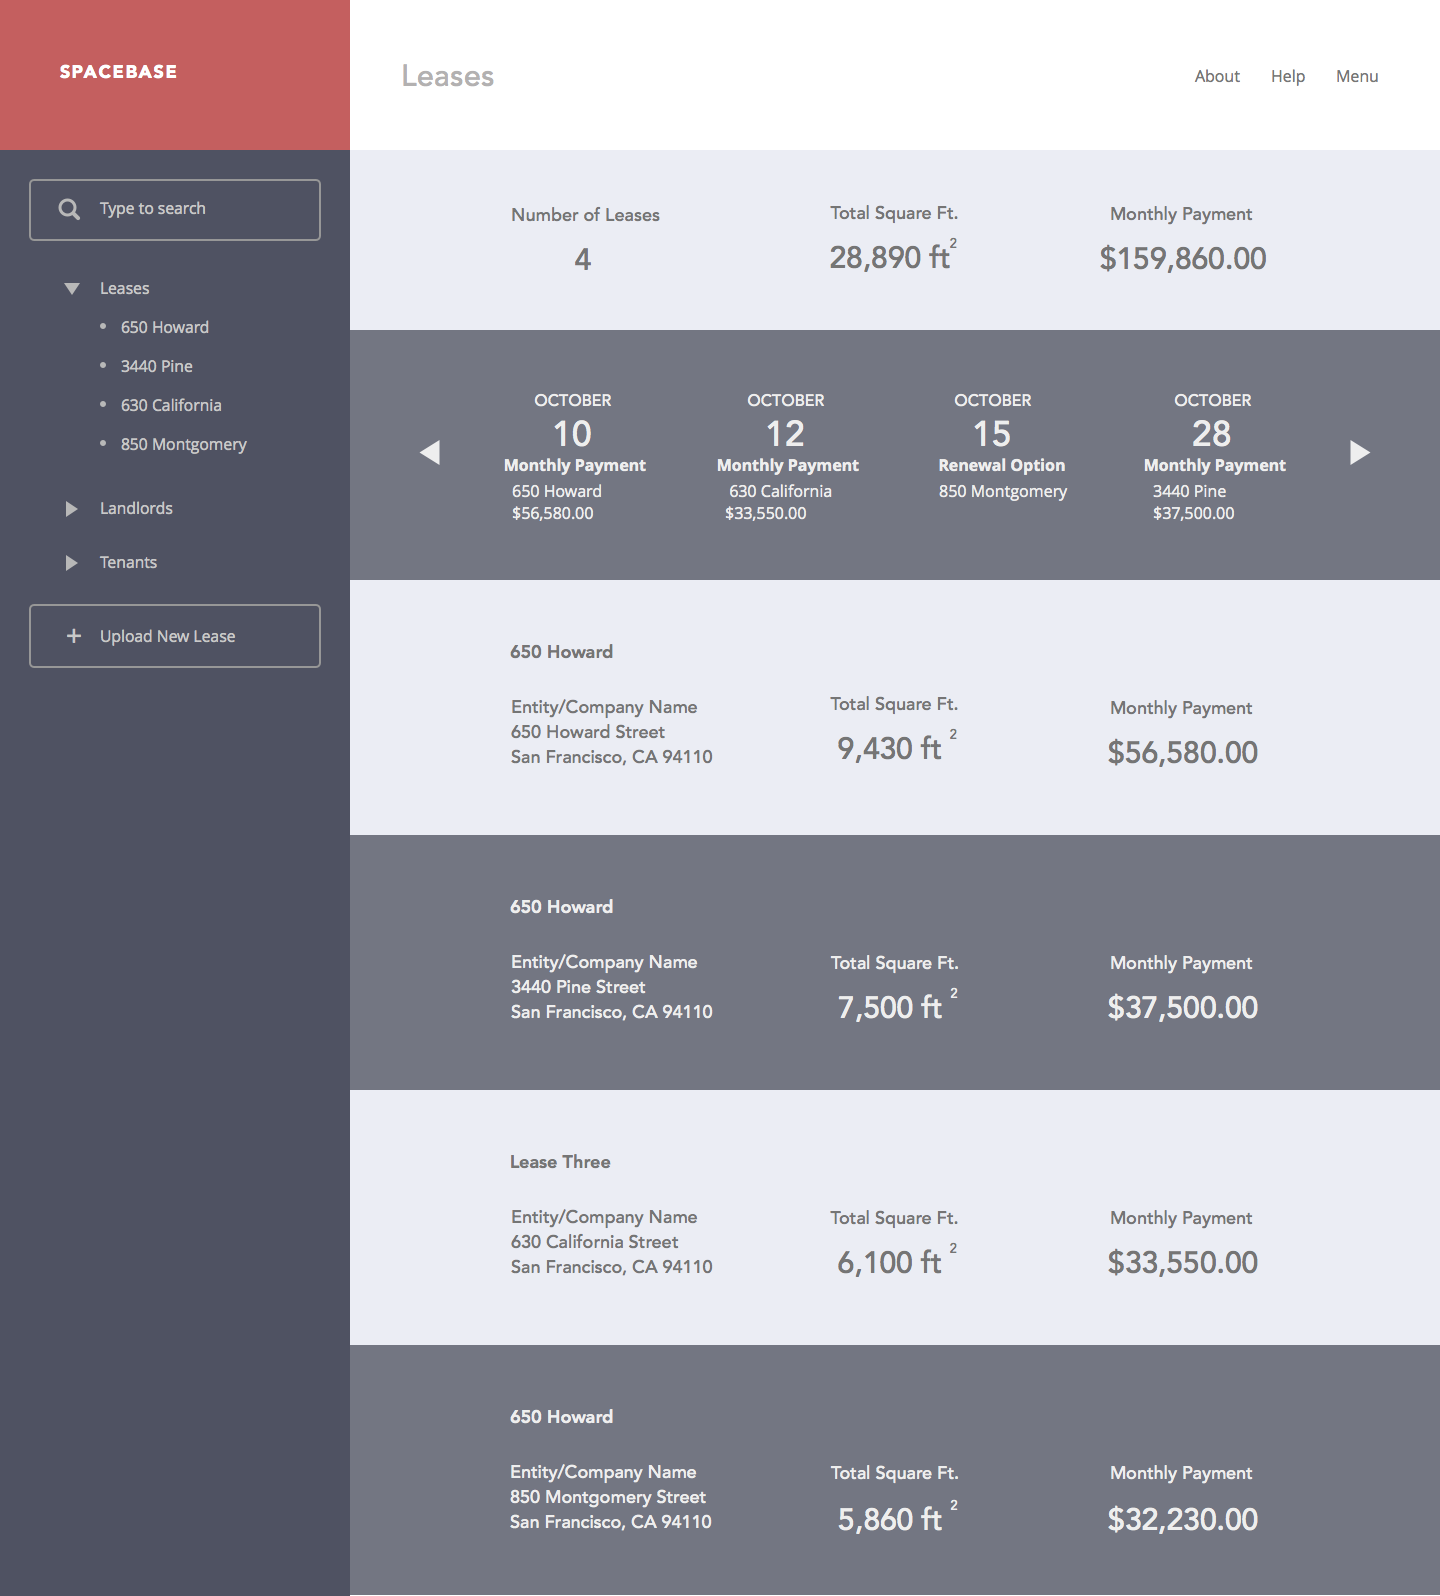 SPACEBASE
Leases
About Help Menu
Type to search
Leases
650 Howard
3440 Pine
630 California
850 Montgomery
Landlords
Tenants
+ Upload New Lease
Number of Leases
4
Total Square Ft.
28,890 ft 2
Monthly Payment
$159,860.00
OCTOBER
10
Monthly Payment
650 Howard
$56,580.00
OCTOBER
12
Monthly Payment
630 California
$33,550.00
OCTOBER
15
Renewal Option
850 Montgomery
OCTOBER
28
Monthly Payment
3440 Pine
$37,500.00
650 Howard
Entity/Company Name
650 Howard Street
San Francisco, CA 94110
Total Square Ft.
9,430 ft 2
Monthly Payment
$56,580.00
650 Howard
Entity/Company Name
3440 Pine Street
San Francisco, CA 94110
Total Square Ft.
7,500 ft 2
Monthly Payment
$37,500.00
Lease Three
Entity/Company Name
630 California Street
San Francisco, CA 94110
Total Square Ft.
6,100 ft 2
Monthly Payment
$33,550.00
650 Howard
Entity/Company Name
850 Montgomery Street
San Francisco, CA 94110
Total Square Ft.
5,860 ft 2
Monthly Payment
$32,230.00